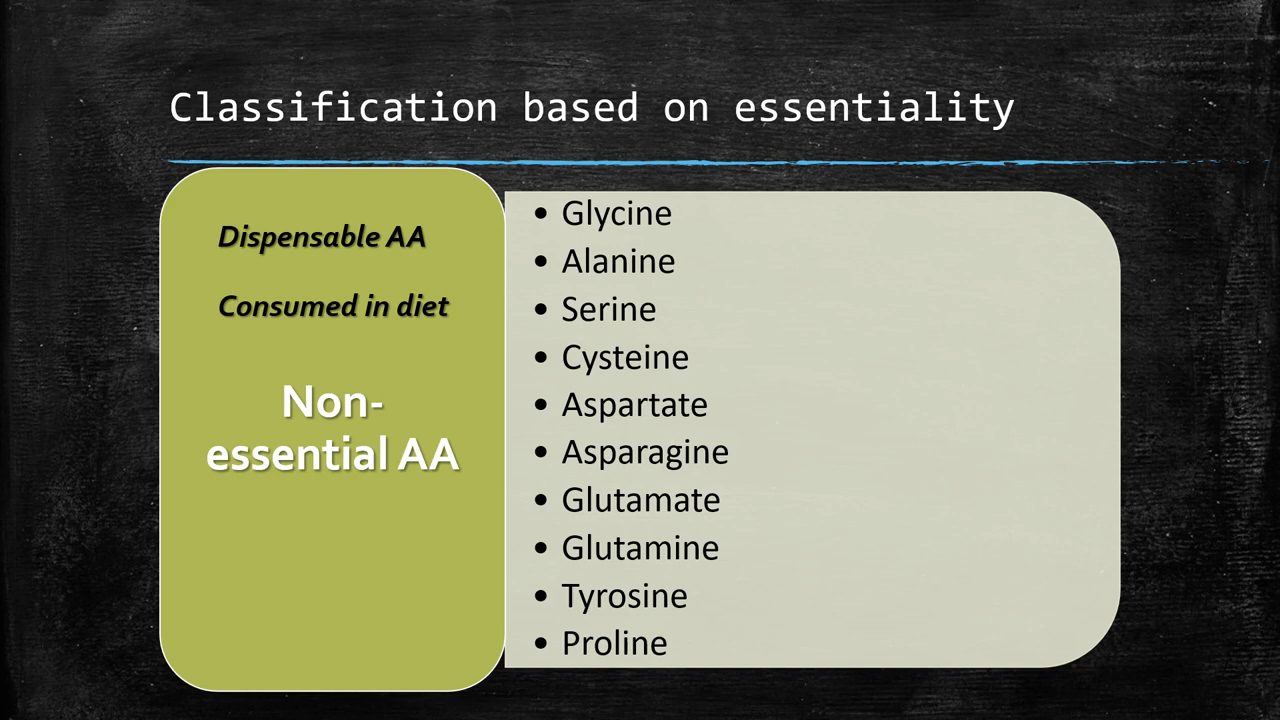 Classification based on essentiality
Dispensable AA
Consumed in diet
Non-
essential AA
• Glycine
• Alanine
• Serine
• Cysteine
• Aspartate
• Asparagine
• Glutamate
• Glutamine
• Tyrosine
• Proline